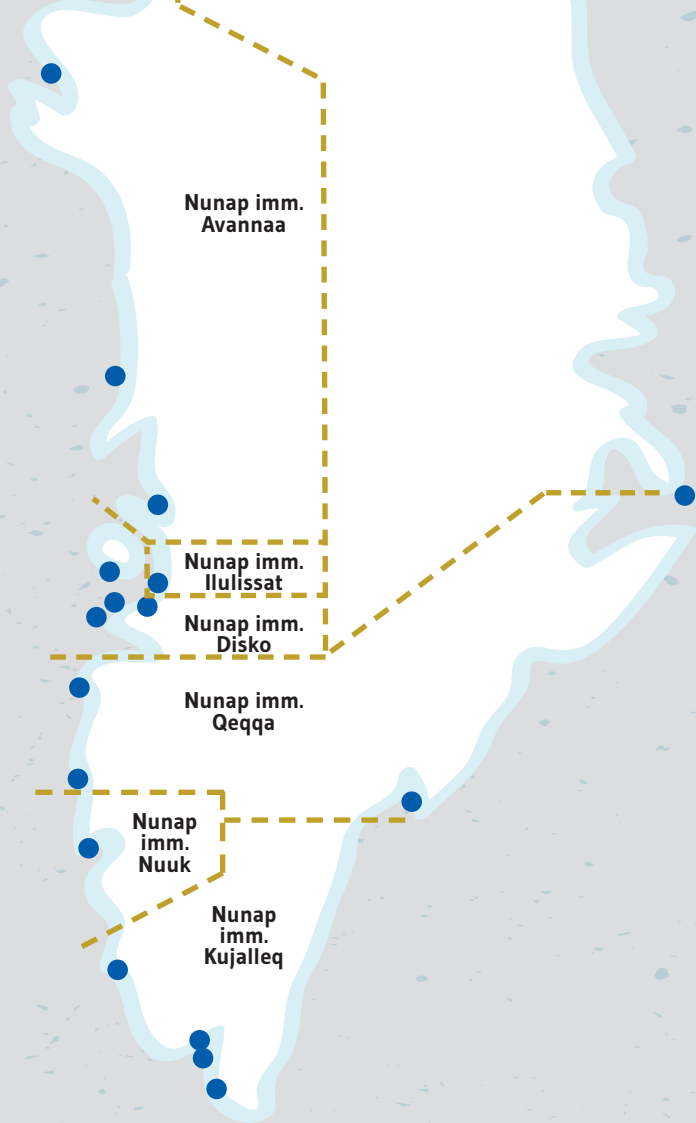 Nunap imm.
Avannaa
Nunap imm.
Ilulissat
Nunap imm.
Disko
Nunap imm.
Qeqqa
Nunap
imm.
Nuuk
Nunap
imm.
Kujalleq